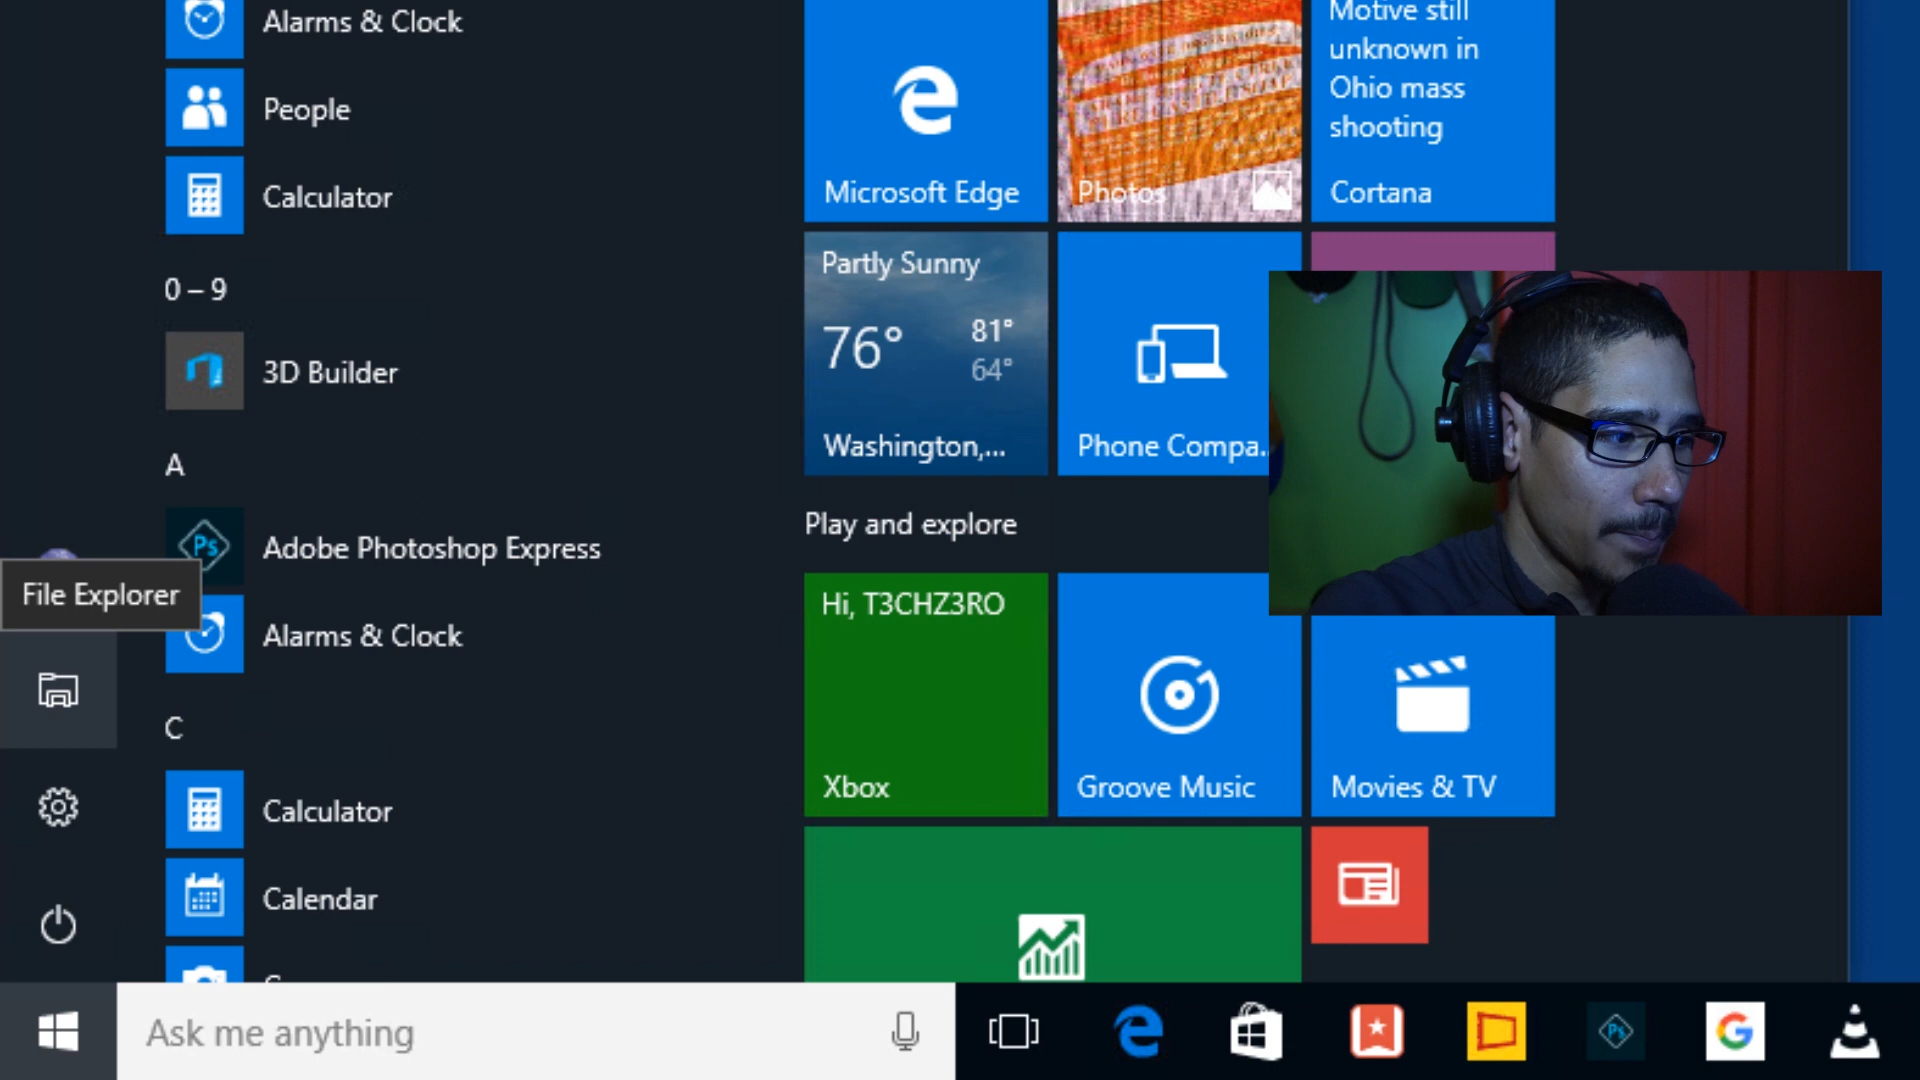 Alarms & Clock
People
Calculator
0 – 9
3D Builder
A
Adobe Photoshop Express
File Explorer
Alarms & Clock
C
Calculator
Calendar
Microsoft Edge
Photos
Motive still
unknown in
Ohio mass
shooting
Cortana
Partly Sunny
76°
81°
64°
Washington,...
Phone Compa..
Play and explore
Hi, T3CHZ3RO
Xbox
Groove Music
Movies & TV
Ask me anything